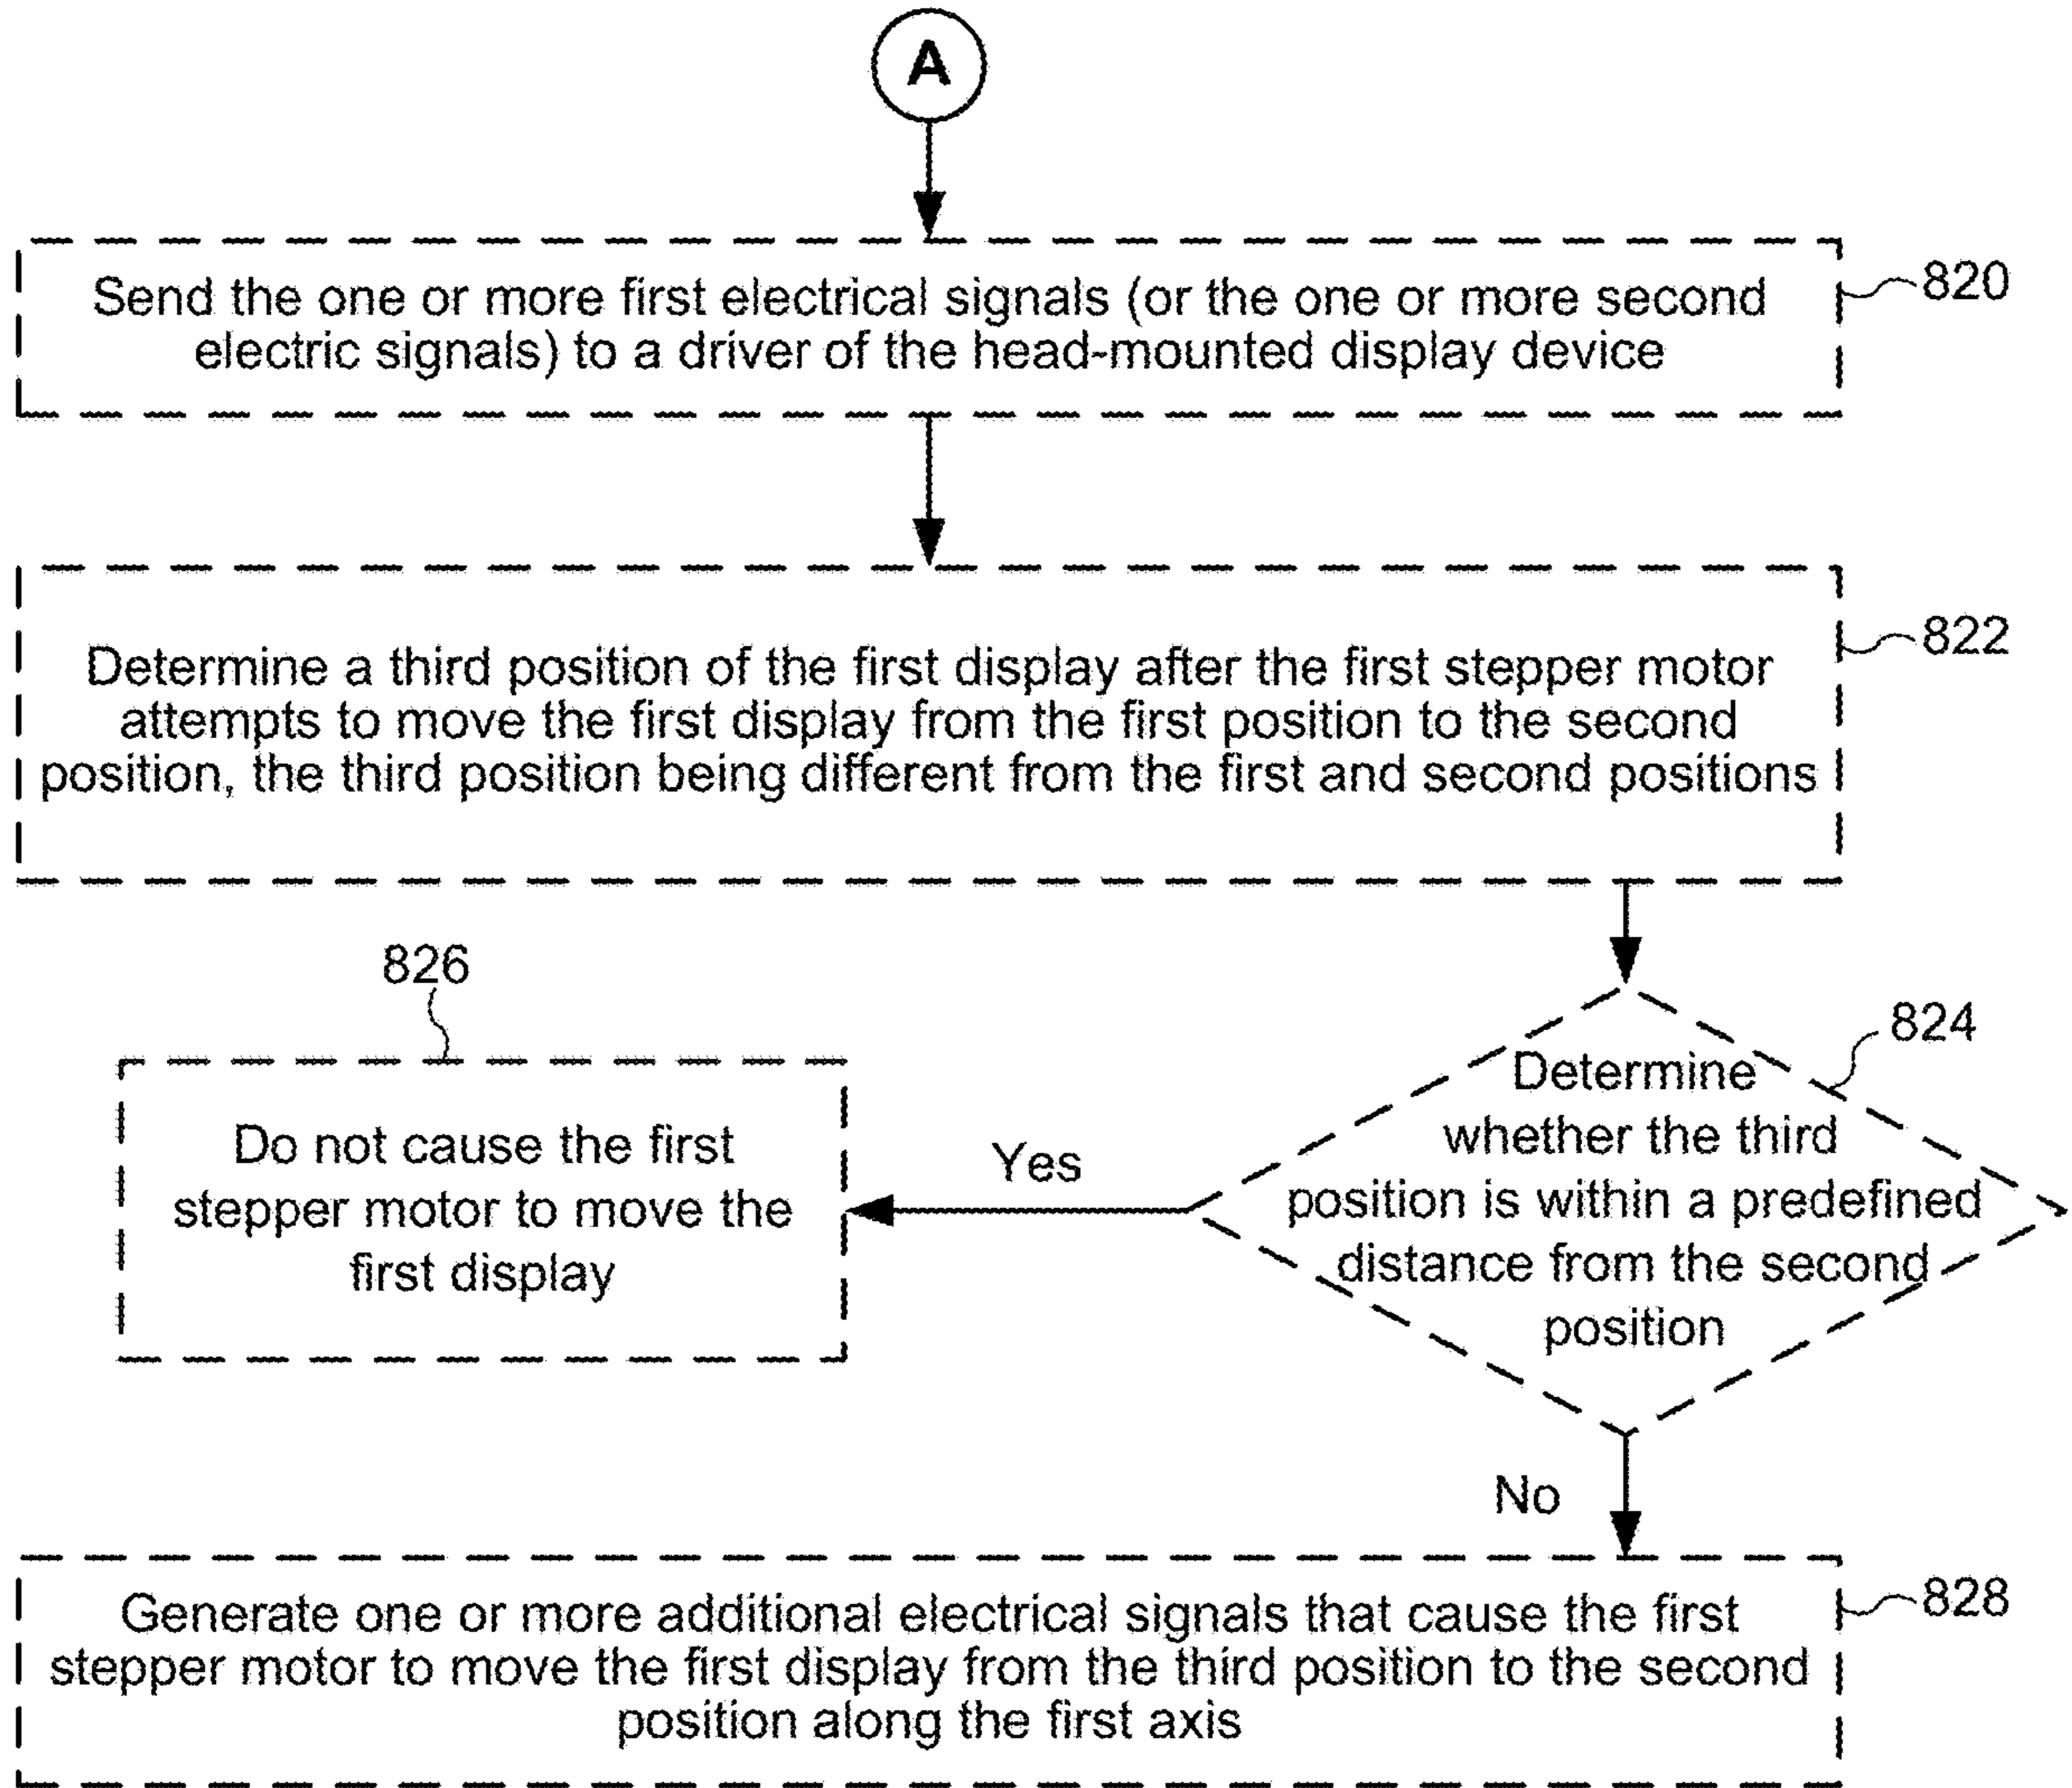 A
Send the one or more first electrical signals (or the one or more second
electric signals) to a driver of the head-mounted display device
820
Determine a third position of the first display after the first stepper motor
attempts to move the first display from the first position to the second
position, the third position being different from the first and second positions
822
826
Do not cause the first
stepper motor to move the
first display
Yes
824
Determine
whether the third
position is within a predefined
distance from the second
position
No
Generate one or more additional electrical signals that cause the first
stepper motor to move the first display from the third position to the second
position along the first axis
828